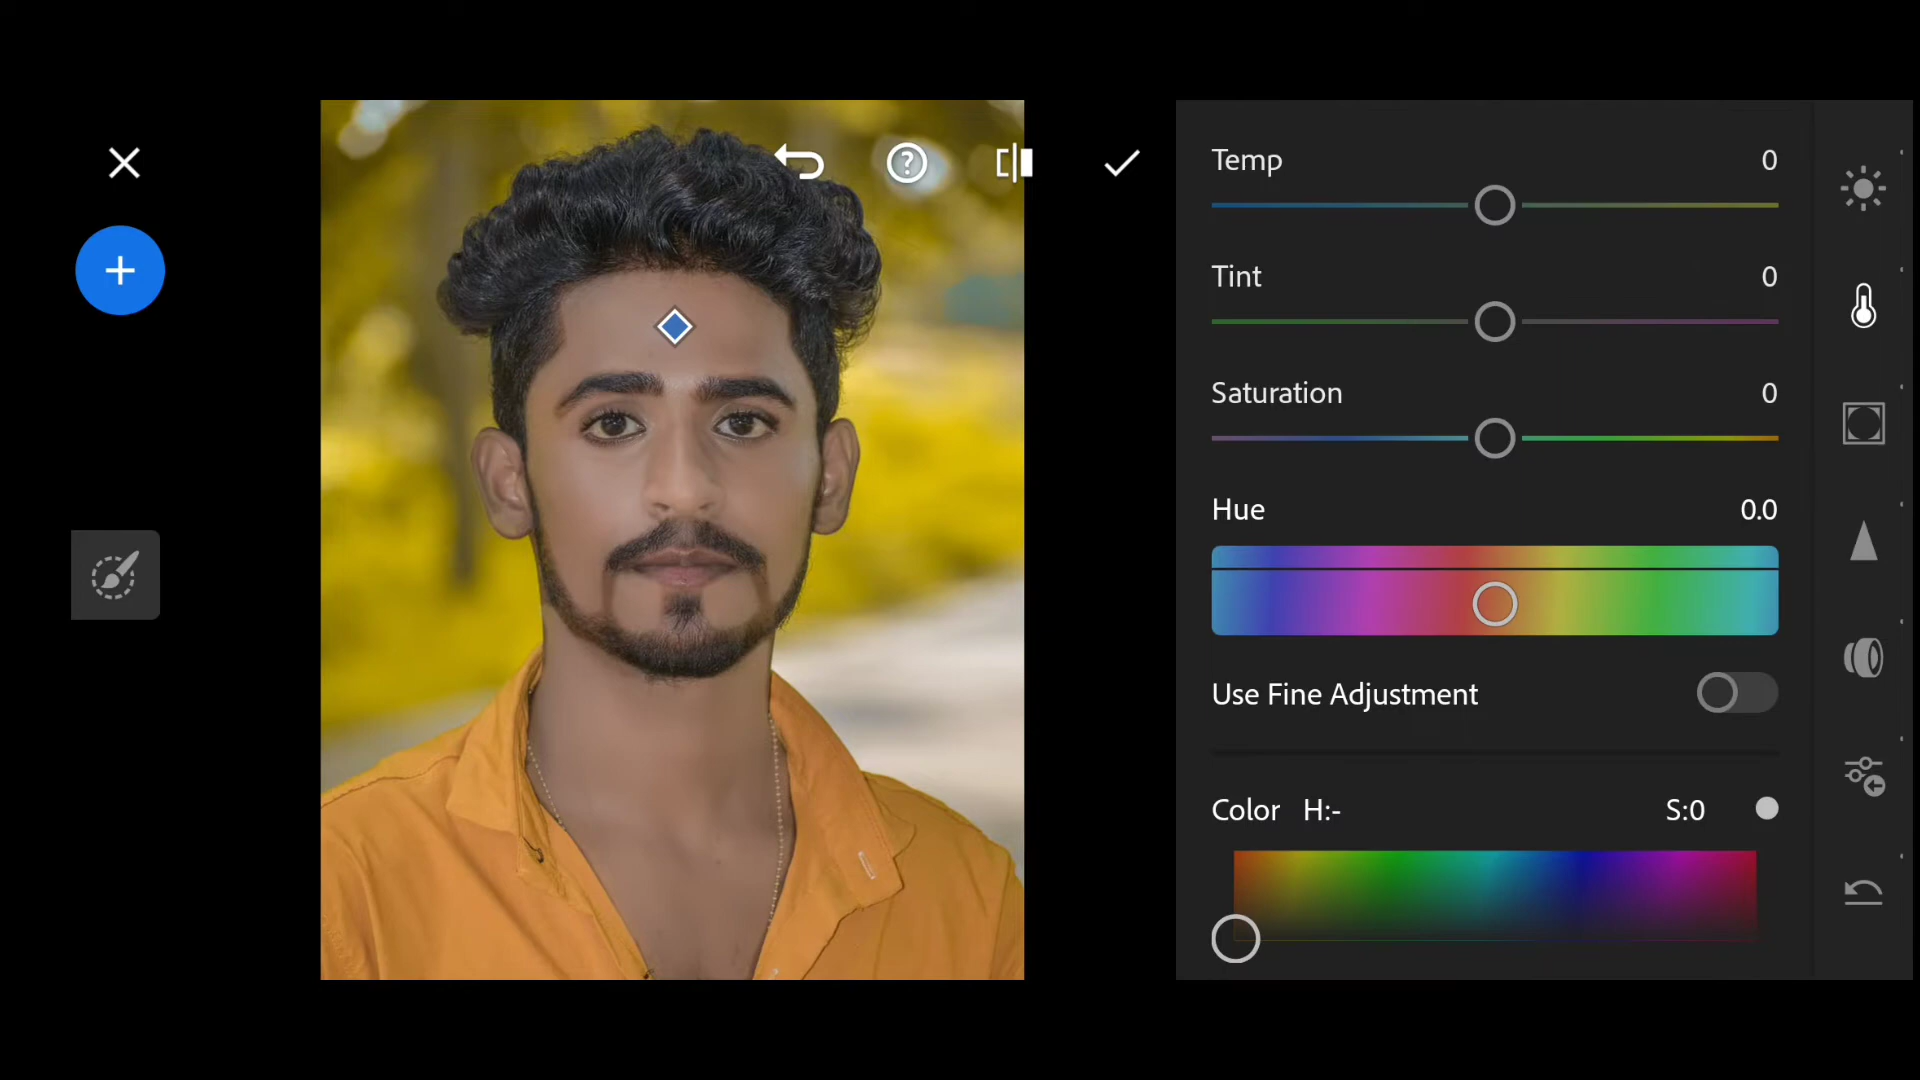 Temp 0
Tint 0
Saturation 0
Hue 0.0
Use Fine Adjustment
Color H:- S:0